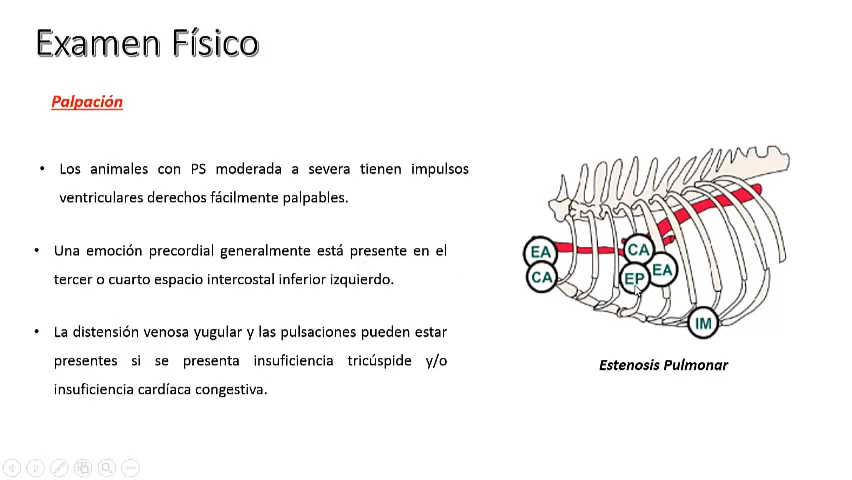 Examen Físico
Palpación
• Los animales con PS moderada a severa tienen impulsos
ventriculares derechos fácilmente palpables.
• Una emoción precordial generalmente está presente en el
tercer o cuarto espacio intercostal inferior izquierdo.
• La distensión venosa yugular y las pulsaciones pueden estar
presentes si se presenta insuficiencia tricúspide y/o
insuficiencia cardíaca congestiva.
EA
CA
CA
EA
EP
IM
Estenosis Pulmonar